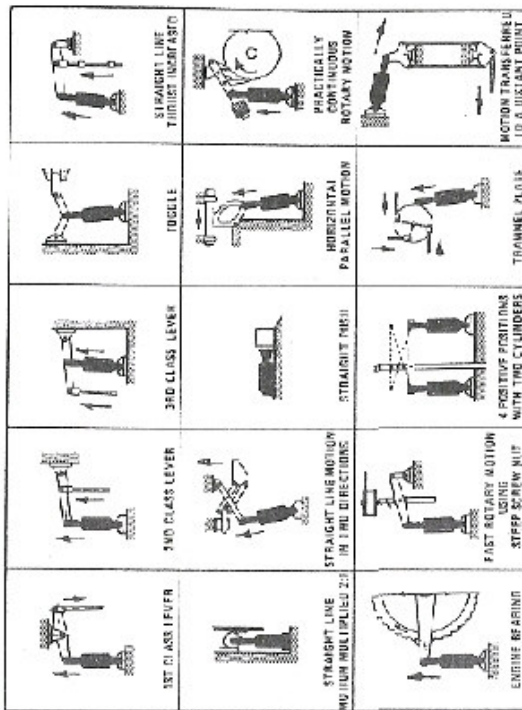 1ST CLASS LEVER
2ND CLASS LEVER
3RD CLASS LEVER
TOGGLE
STRAIGHT LINE
THRUST INCREASED
STRAIGHT LINE
MOTION MULTIPLIED 2:1
STRAIGHT LINE MOTION
IN TWO DIRECTIONS
STRAIGHT PUSH
HORIZONTAL
PARALLEL MOTION
PRACTICALLY
CONTINUOUS
ROTARY MOTION
ENGINE BEARING
FAST ROTARY MOTION
USING
STEEP SCREW NUT
4 POSITIVE POSITIONS
WITH TWO CYLINDERS
TRAMMEL PLATE
MOTION TRANSFERRED
TO A DISTANT POINT